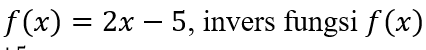 f(x) = 2x − 5, invers fungsi f(x)